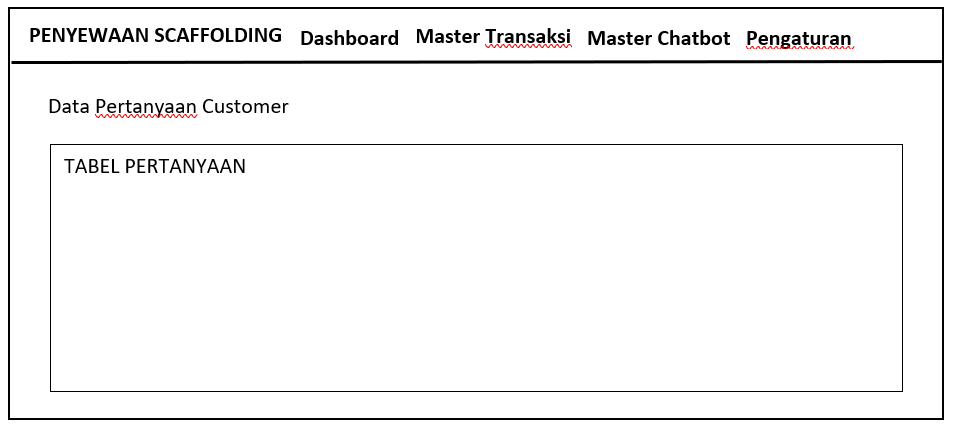 PENYEWAAN SCAFFOLDING Dashboard Master Transaksi Master Chatbot Pengaturan
Data Pertanyaan Customer
TABEL PERTANYAAN